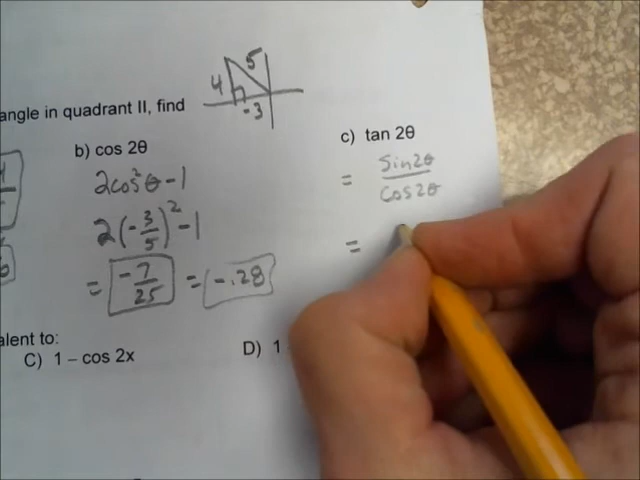 4 5
-3
angle in quadrant II, find
b) cos 2θ
c) tan 2θ
2cos²θ - 1
= sin2θ / cos2θ
2(-3/5)² - 1
=
= -7/25 = -.28
alent to:
C) 1 – cos 2x
D) 1